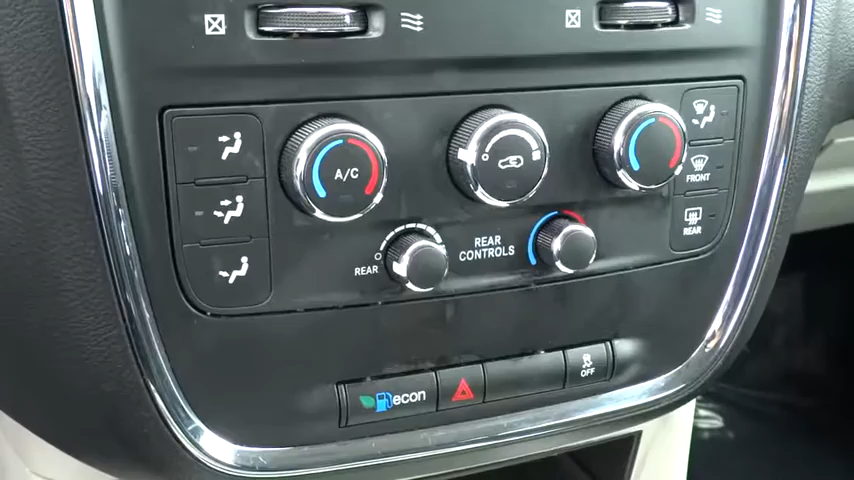 A/C
FRONT
REAR
REAR
REAR
CONTROLS
econ
OFF